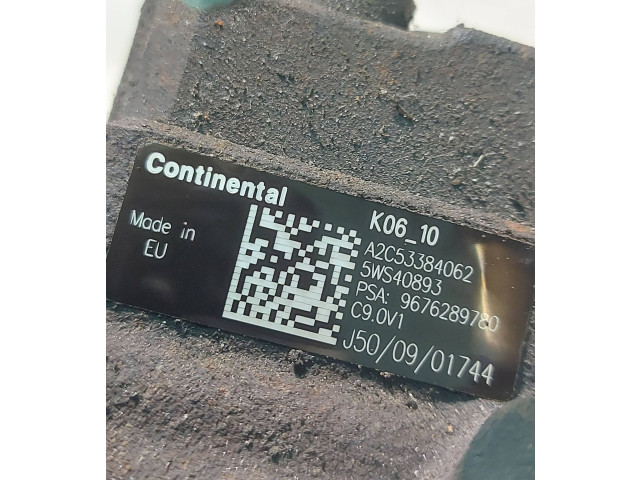 Continental
Made in
EU
K06_10
A2C53384062
5WS40893
PSA: 9676289780
C9.0V1
J50/09/01744